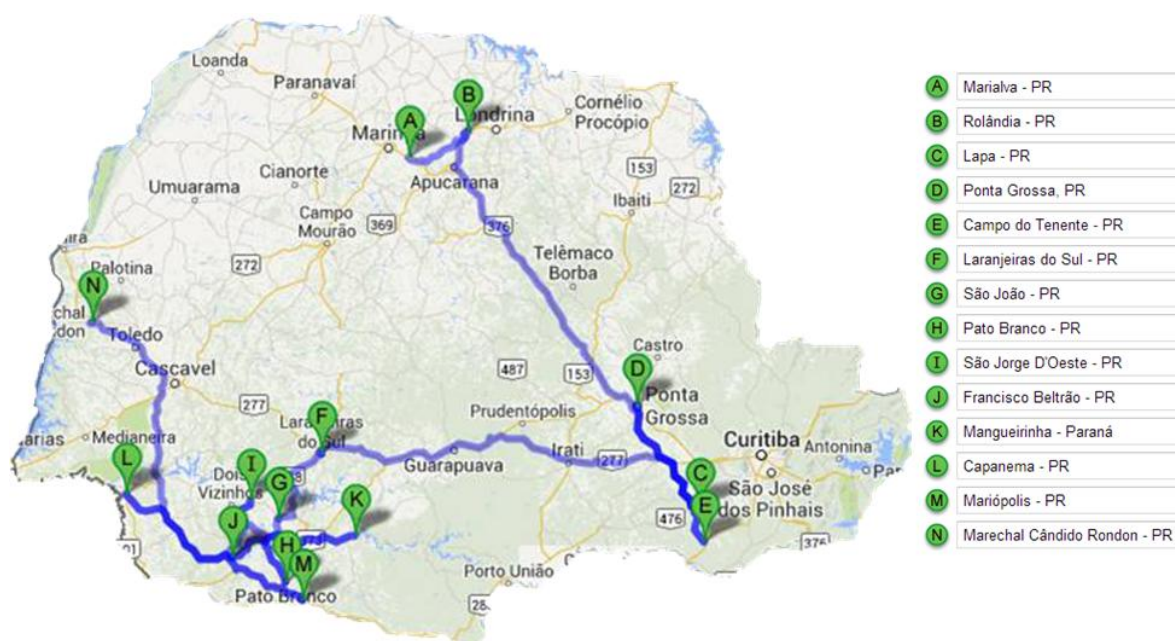 Loanda
Paranavaí
B
Londrina
Cornélio
Procópio
A
Apucarana
Cianorte
Umuarama
Campo
Mourão
369
376
153
272
Ibaiti
Telêmaco
Borba
272
Palotina
N
Toledo
Cascavel
277
487
153
Castro
D
Ponta
Grossa
Prudentópolis
Medianeira
F
do Sul
Guarapuava
Irati
277
Curitiba
Antonina
São José
dos Pinhais
C
E
476
376
L
I
Vizinhos
G
K
J
H
M
Pato Branco
Porto União
A Marialva - PR
B Rolândia - PR
C Lapa - PR
D Ponta Grossa, PR
E Campo do Tenente - PR
F Laranjeiras do Sul - PR
G São João - PR
H Pato Branco - PR
I São Jorge D'Oeste - PR
J Francisco Beltrão - PR
K Mangueirinha - Paraná
L Capanema - PR
M Mariópolis - PR
N Marechal Cândido Rondon - PR